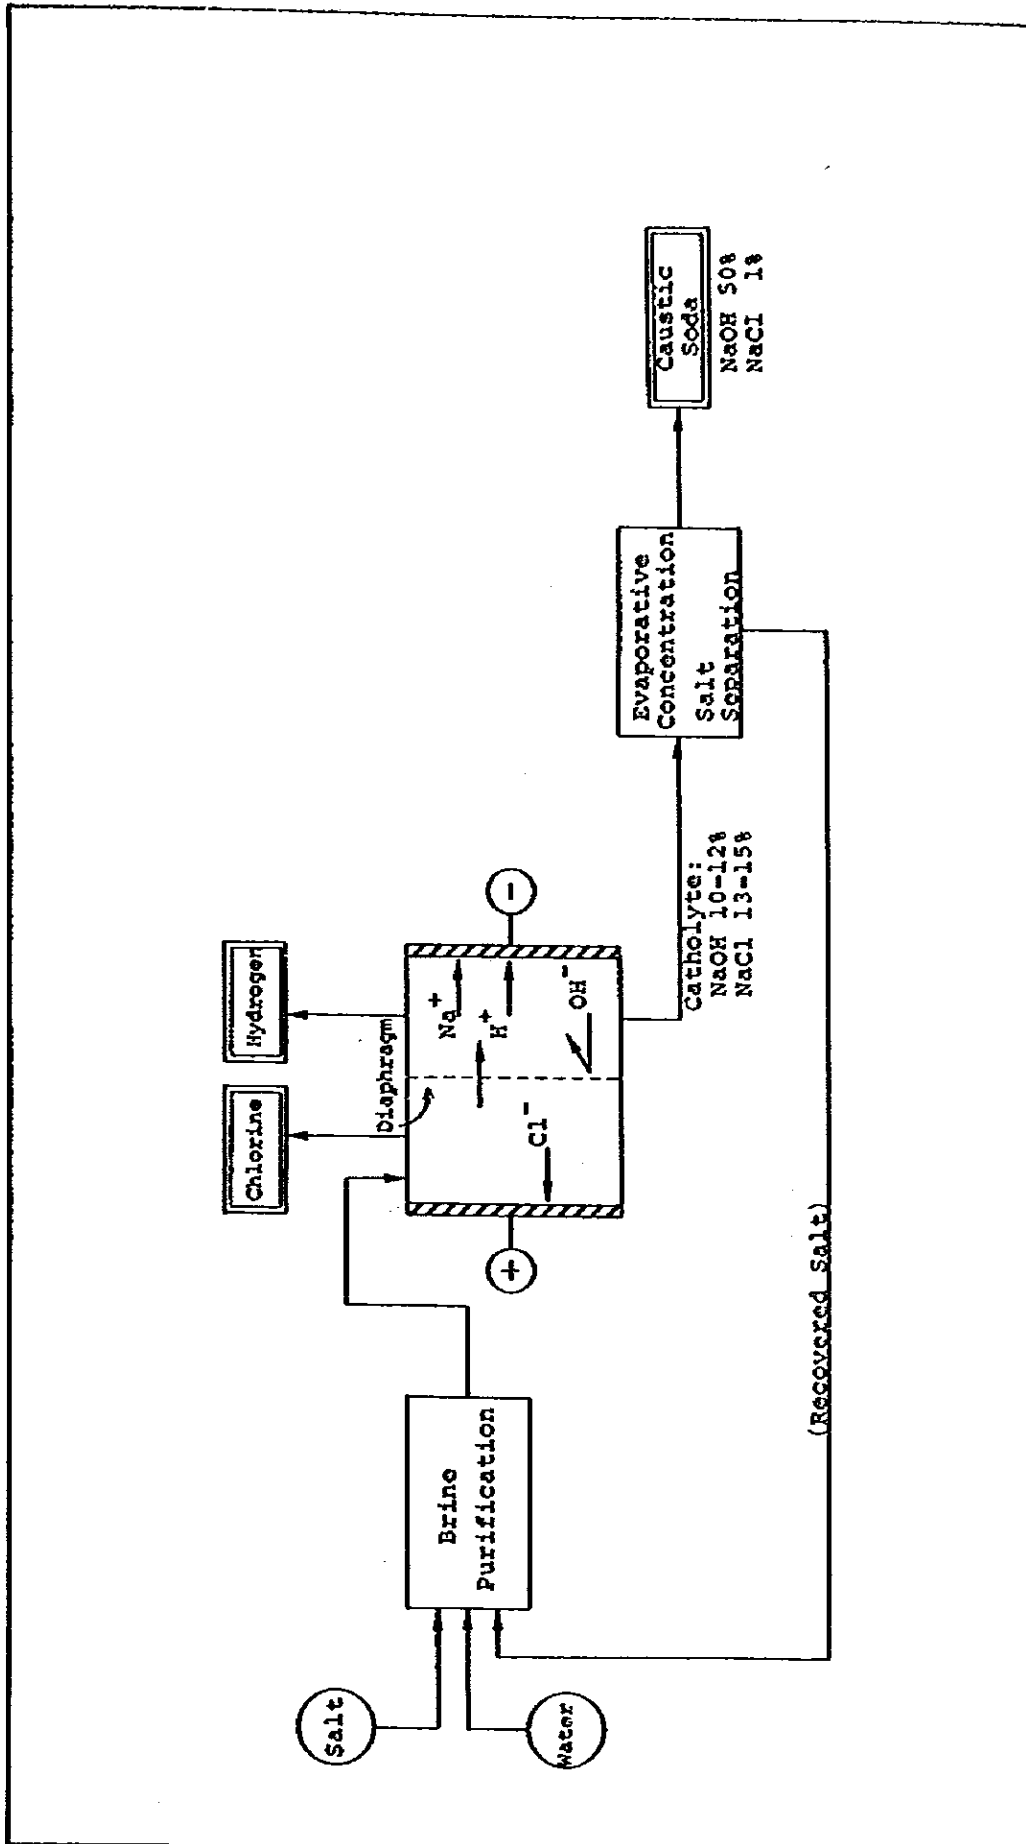 Salt
Water
Brine
Purification
Chlorine
Hydrogen
Diaphragm
+
-
Na+
H+
Cl-
OH-
Catholyte:
NaOH 10-12%
NaCl 13-15%
Evaporative
Concentration
Salt
Separation
Caustic
Soda
NaOH 50%
NaCl 1%
(Recovered Salt)